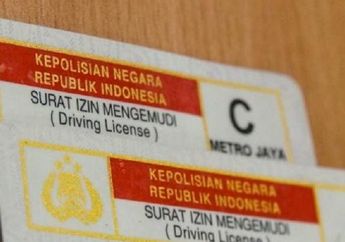 KEPOLISIAN NEGARA
REPUBLIK INDONESIA
SURAT IZIN MENGEMUDI
( Driving License )
C
METRO JAYA
KEPOLISIAN NEGARA
REPUBLIK INDONESIA
SURAT IZIN MENGEMUDI
( Driving License )